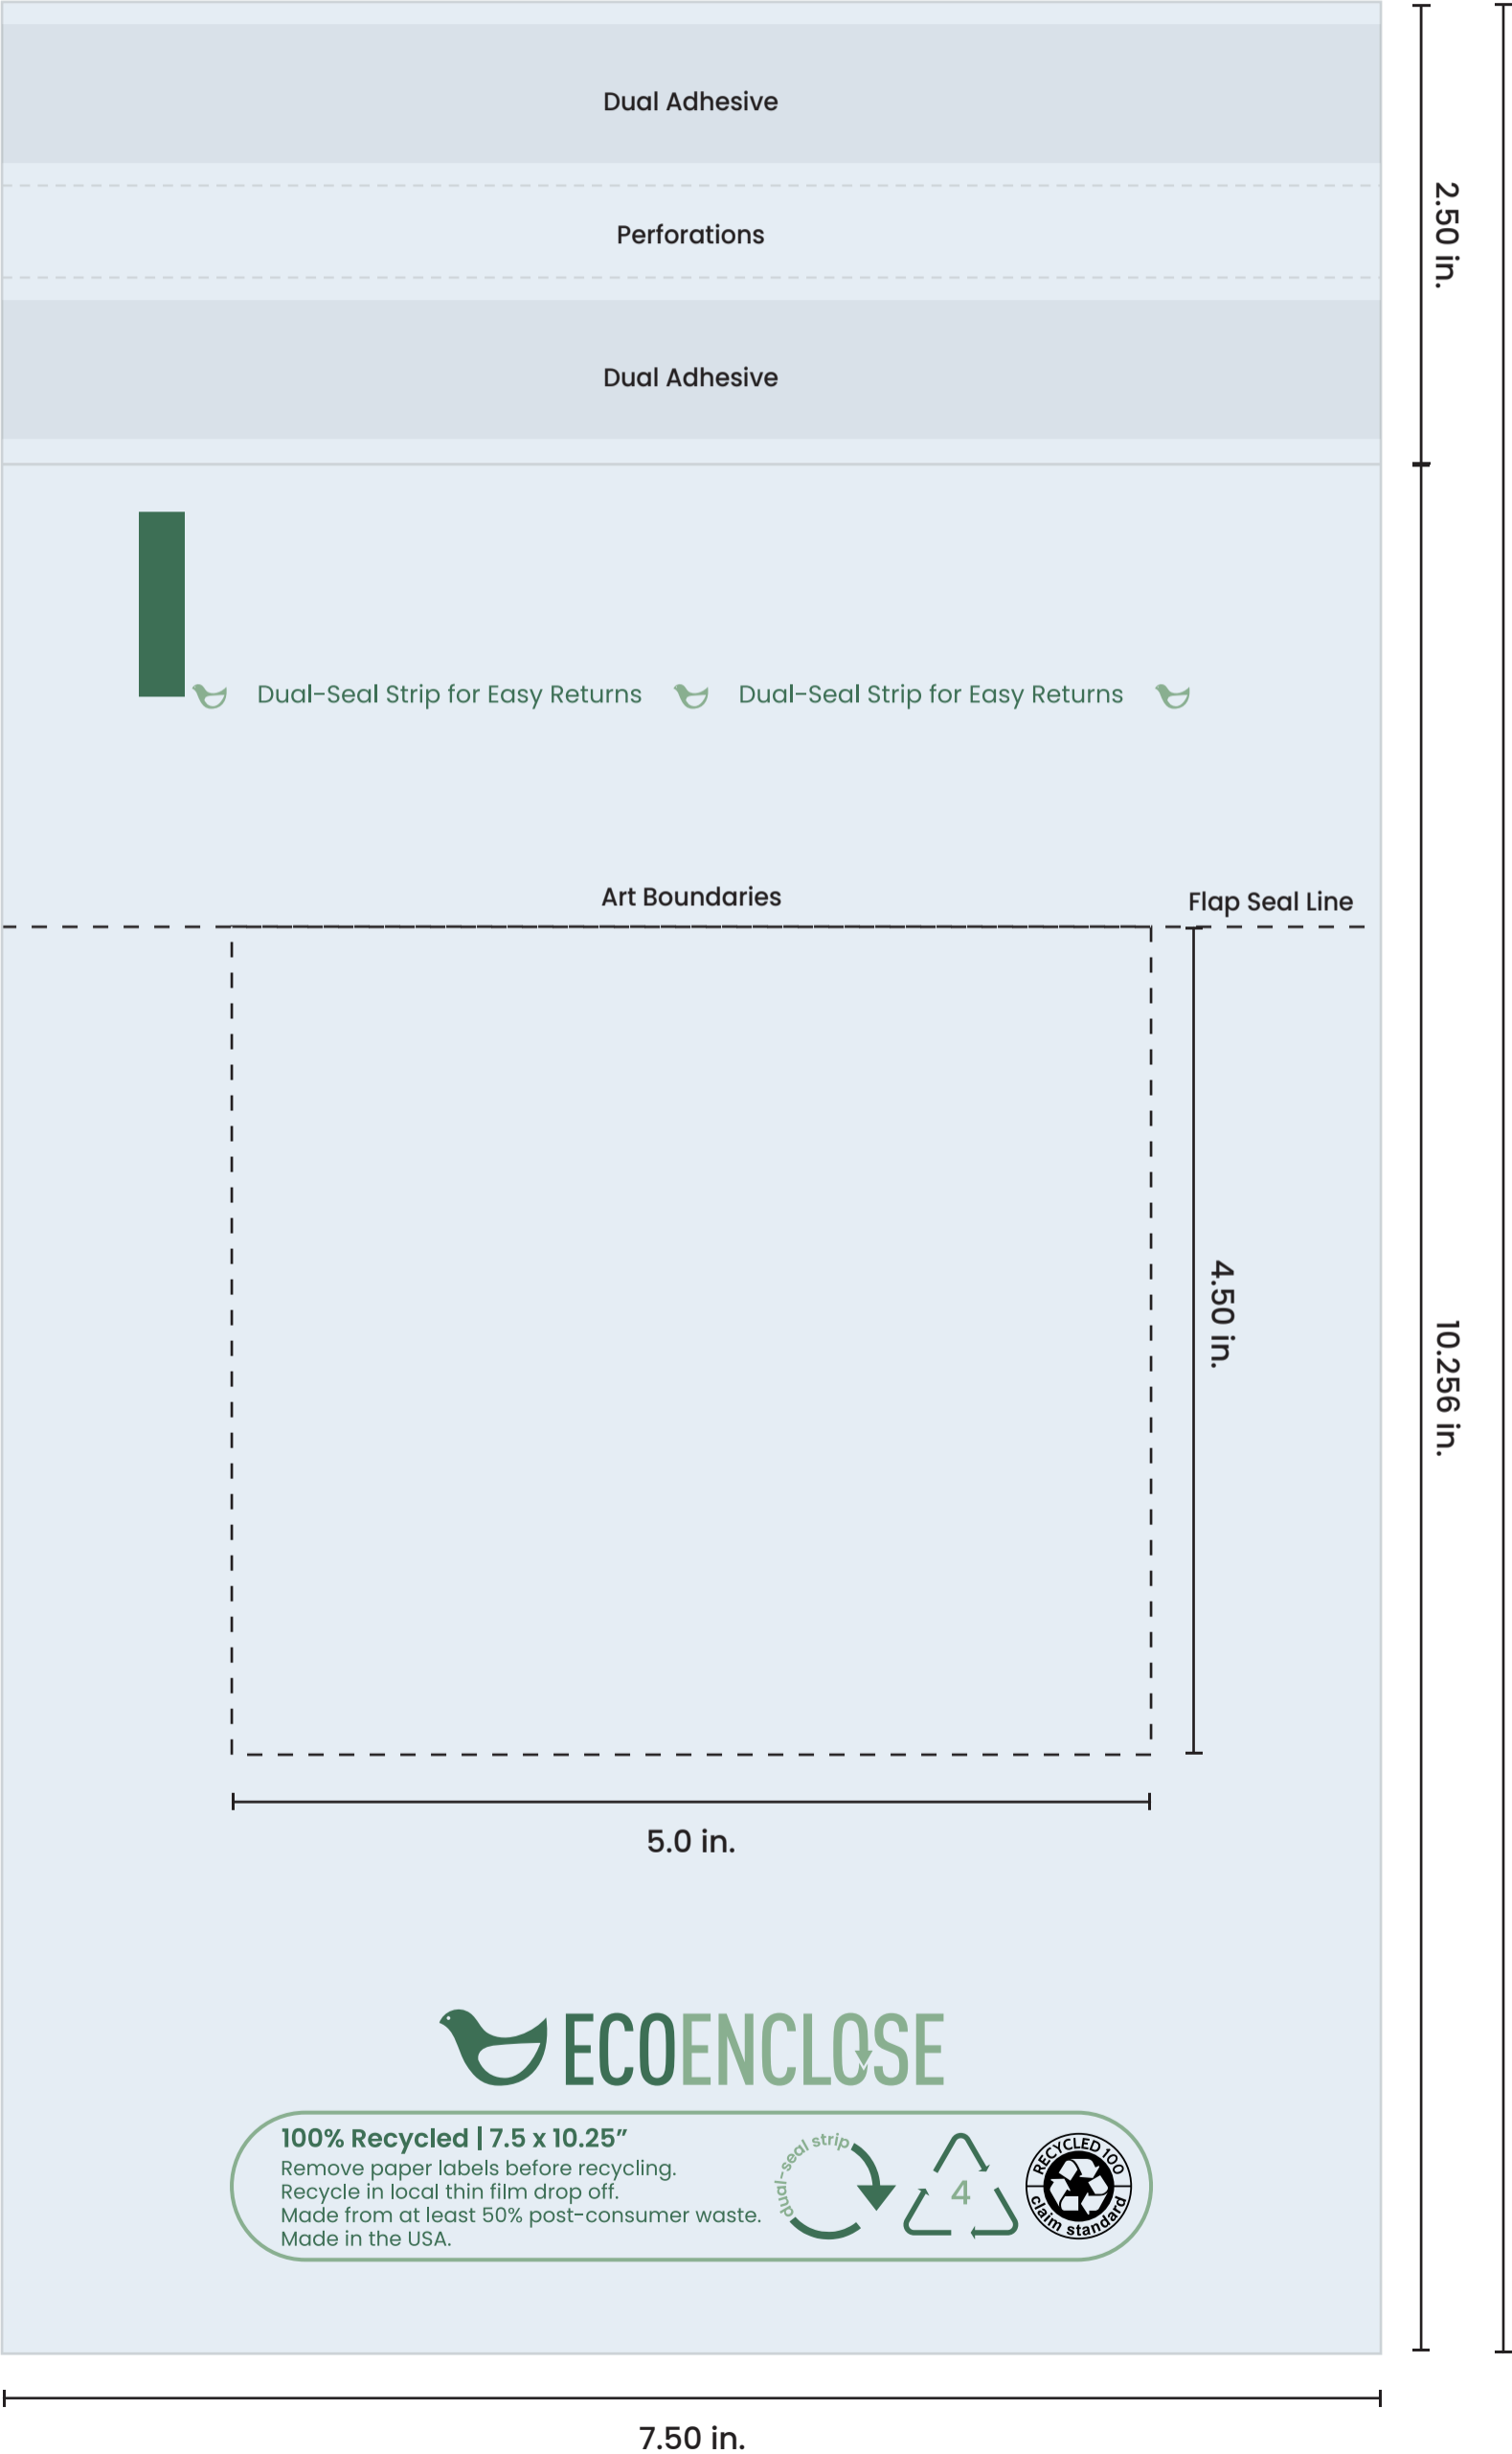 Dual Adhesive
Perforations
Dual Adhesive
2.50 in.
Dual-Seal Strip for Easy Returns Dual-Seal Strip for Easy Returns
Art Boundaries
Flap Seal Line
4.50 in.
10.256 in.
5.0 in.
ECOENCLOSE
100% Recycled | 7.5 x 10.25”
Remove paper labels before recycling.
Recycle in local thin film drop off.
Made from at least 50% post-consumer waste.
Made in the USA.
dual-seal strip
4
RECYCLED 100
claim standard
7.50 in.